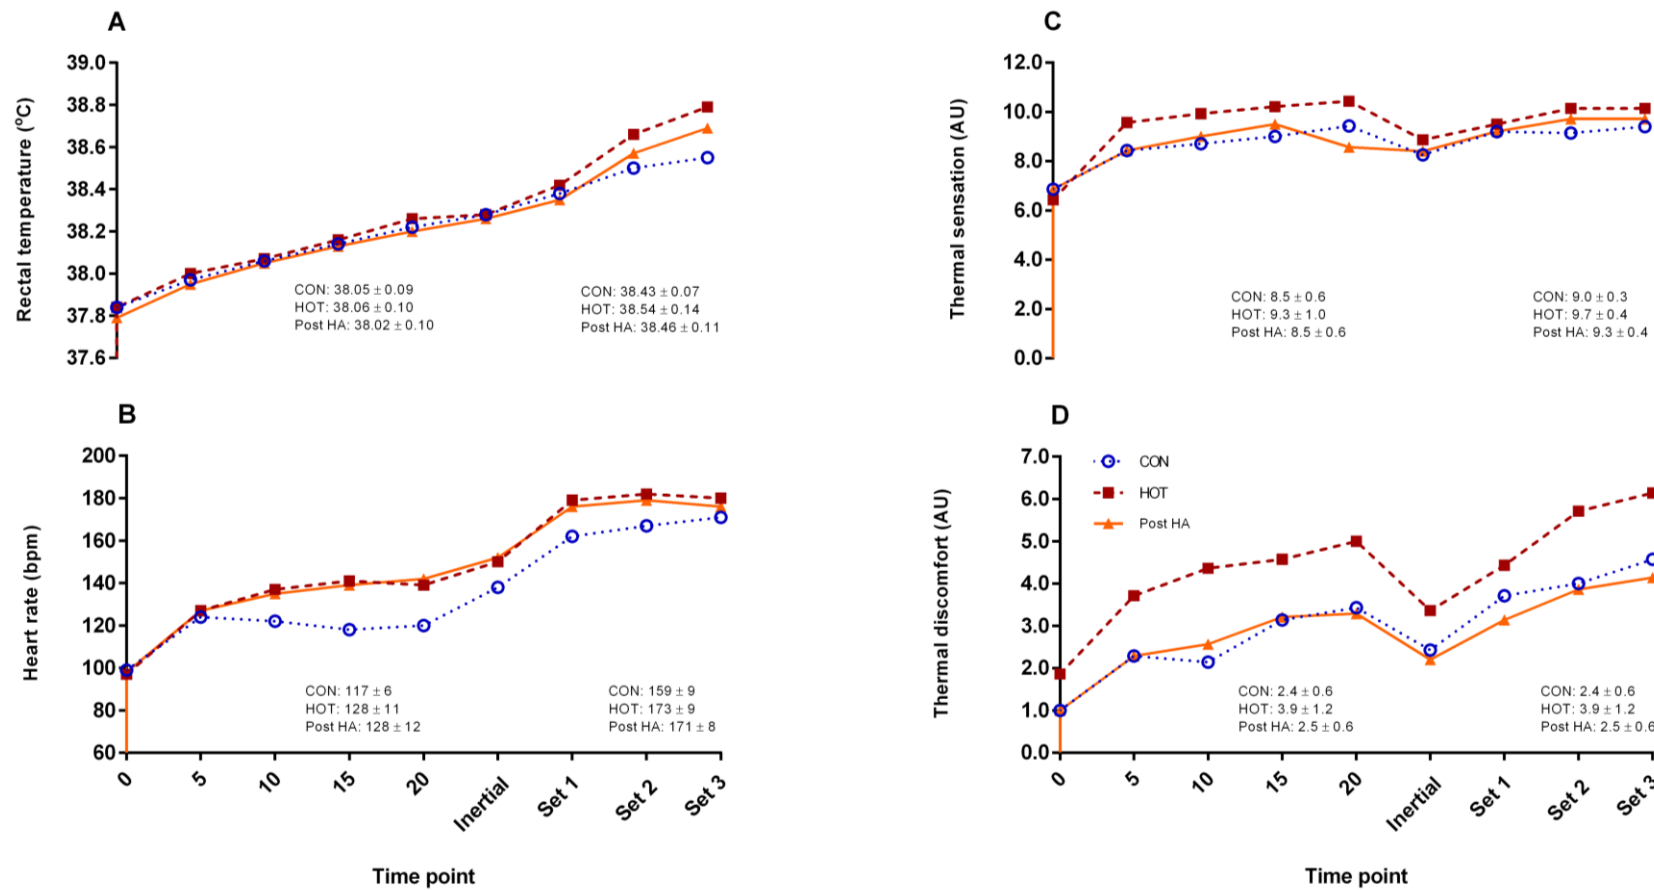 A
Rectal temperature (°C)
39.0
38.8
38.6
38.4
38.2
38.0
37.8
37.6
CON: 38.05 ± 0.09
HOT: 38.06 ± 0.10
Post HA: 38.02 ± 0.10
CON: 38.43 ± 0.07
HOT: 38.54 ± 0.14
Post HA: 38.46 ± 0.11
B
Heart rate (bpm)
200
180
160
140
120
100
80
60
CON: 117 ± 6
HOT: 128 ± 11
Post HA: 128 ± 12
CON: 159 ± 9
HOT: 173 ± 9
Post HA: 171 ± 8
0
5
10
15
20
Inertial
Set 1
Set 2
Set 3
Time point
C
Thermal sensation (AU)
12.0
10.0
8.0
6.0
4.0
2.0
0.0
CON: 8.5 ± 0.6
HOT: 9.3 ± 1.0
Post HA: 8.5 ± 0.6
CON: 9.0 ± 0.3
HOT: 9.7 ± 0.4
Post HA: 9.3 ± 0.4
D
Thermal discomfort (AU)
7.0
6.0
5.0
4.0
3.0
2.0
1.0
0.0
CON
HOT
Post HA
CON: 2.4 ± 0.6
HOT: 3.9 ± 1.2
Post HA: 2.5 ± 0.6
CON: 2.4 ± 0.6
HOT: 3.9 ± 1.2
Post HA: 2.5 ± 0.6
0
5
10
15
20
Inertial
Set 1
Set 2
Set 3
Time point